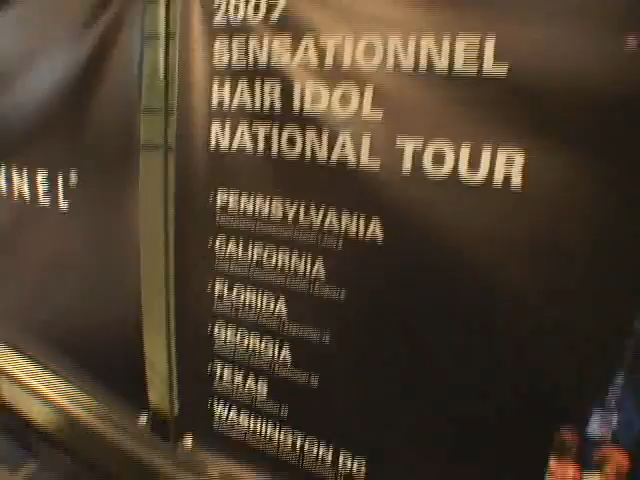 NNEL'
2007
SENSATIONNEL
HAIR IDOL
NATIONAL TOUR
PENNSYLVANIA
CALIFORNIA
FLORIDA
GEORGIA
TEXAS
WASHINGTON DC